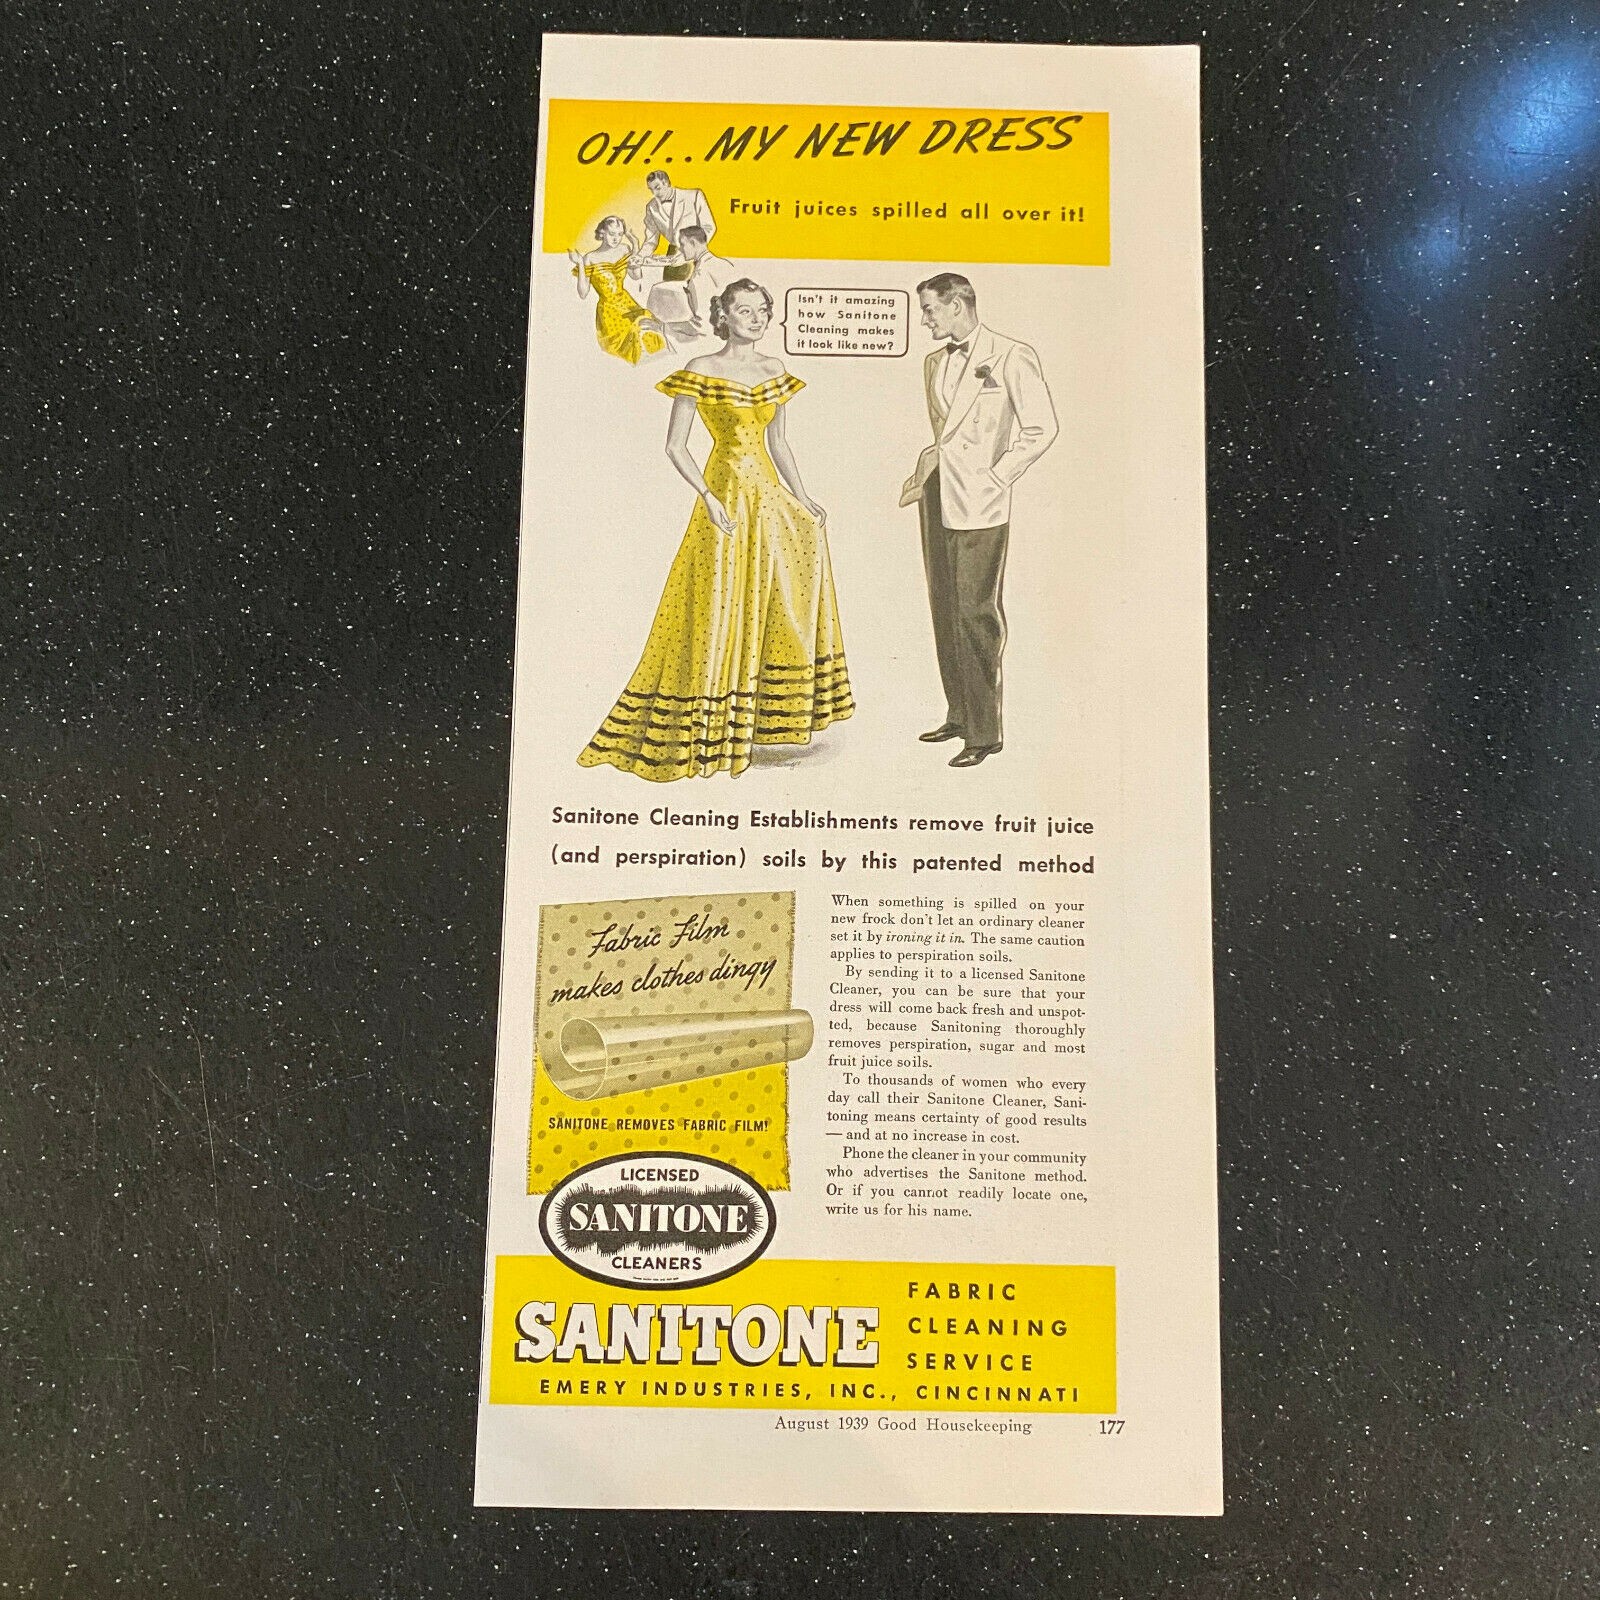 OH!.. MY NEW DRESS
Fruit juices spilled all over it!
Isn't it amazing
how Sanitone
Cleaning makes
it look like new?
Sanitone Cleaning Establishments remove fruit juice
(and perspiration) soils by this patented method
Fabric Film
makes clothes dingy
SANITONE REMOVES FABRIC FILM!
When something is spilled on your
new frock don't let an ordinary cleaner
set it by ironing it in. The same caution
applies to perspiration soils.
By sending it to a licensed Sanitone
Cleaner, you can be sure that your
dress will come back fresh and unspot-
ted, because Sanitoning thoroughly
removes perspiration, sugar and most
fruit juice soils.
To thousands of women who every
day call their Sanitone Cleaner, Sani-
toning means certainty of good results
— and at no increase in cost.
Phone the cleaner in your community
who advertises the Sanitone method.
Or if you cannot readily locate one,
write us for his name.
LICENSED
SANITONE
CLEANERS
SANITONE
FABRIC
CLEANING
SERVICE
EMERY INDUSTRIES, INC., CINCINNATI
August 1939 Good Housekeeping
177